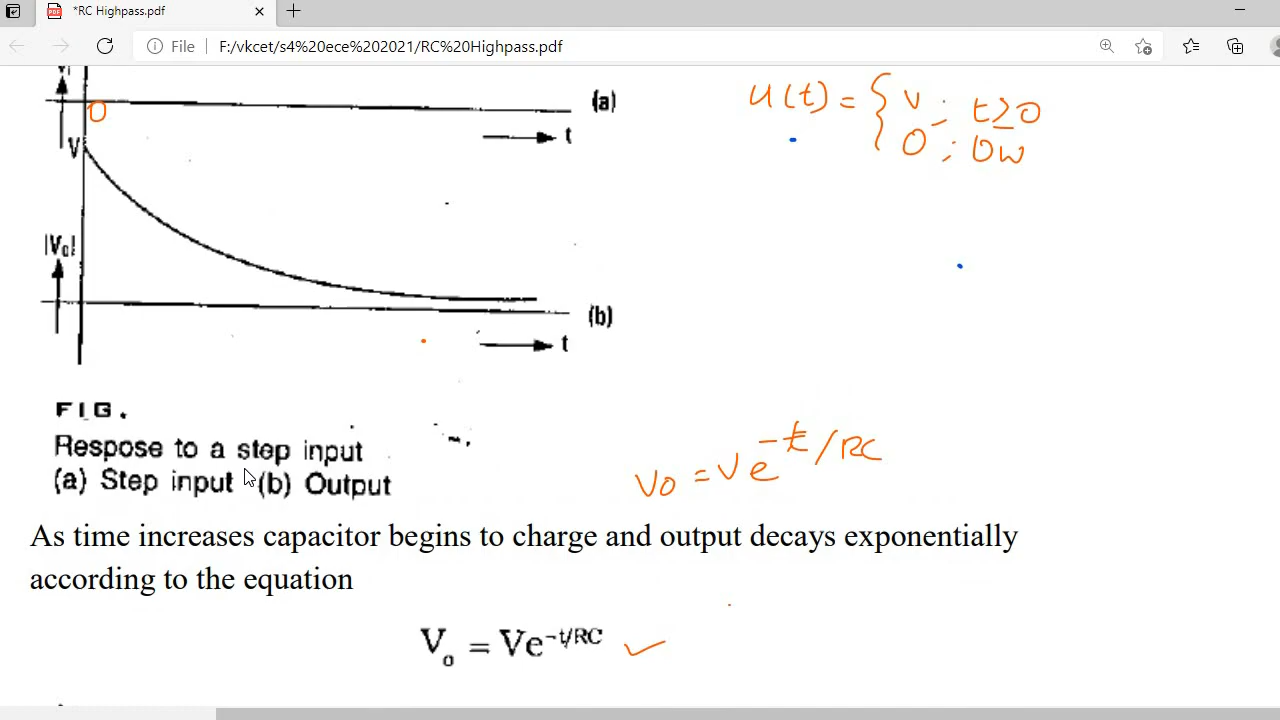 *RC Highpass.pdf
File F:/vkcet/s4%20ece%202021/RC%20Highpass.pdf
(a)
0
t
V
|Vo|
(b)
t
u(t) = { V ; t≥0
0 ; OW
FIG.
Respose to a step input
(a) Step input (b) Output
Vo = Ve^-t/RC
As time increases capacitor begins to charge and output decays exponentially
according to the equation
Vo = Ve^-t/RC